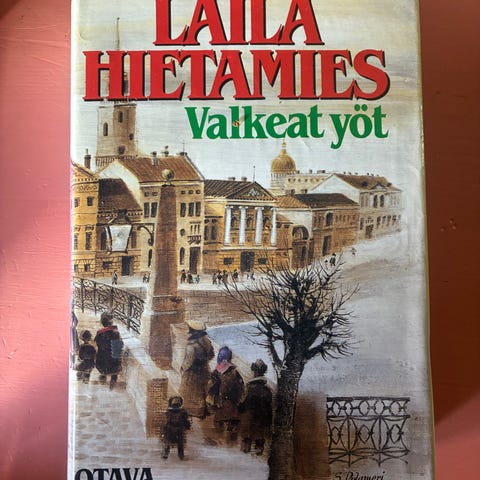 LAILA
HIETAMIES
Valkeat yöt
OTAVA